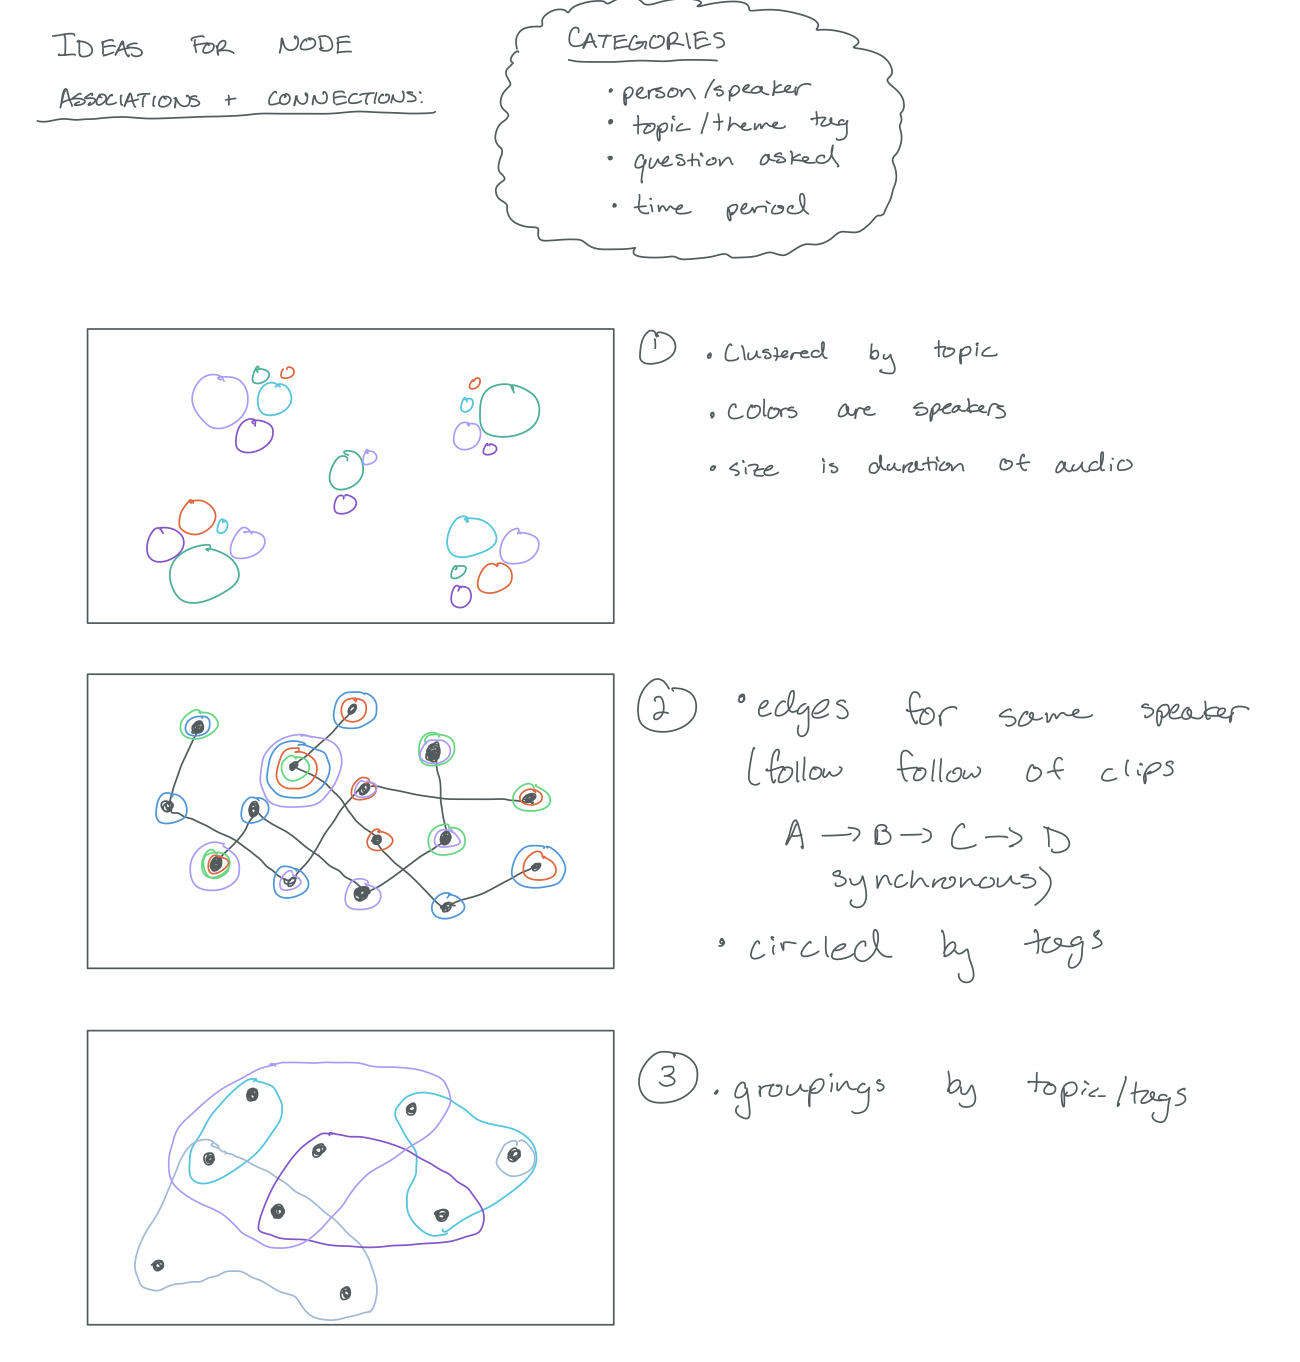 IDEAS FOR NODE
ASSOCIATIONS + CONNECTIONS:
CATEGORIES
• person/speaker
• topic/theme tag
• question asked
• time period
1 • Clustered by topic
• colors are speakers
• size is duration of audio
2 • edges for same speaker
(follow follow of clips
A → B → C → D
synchronous)
• circled by tags
3 • groupings by topic/tags